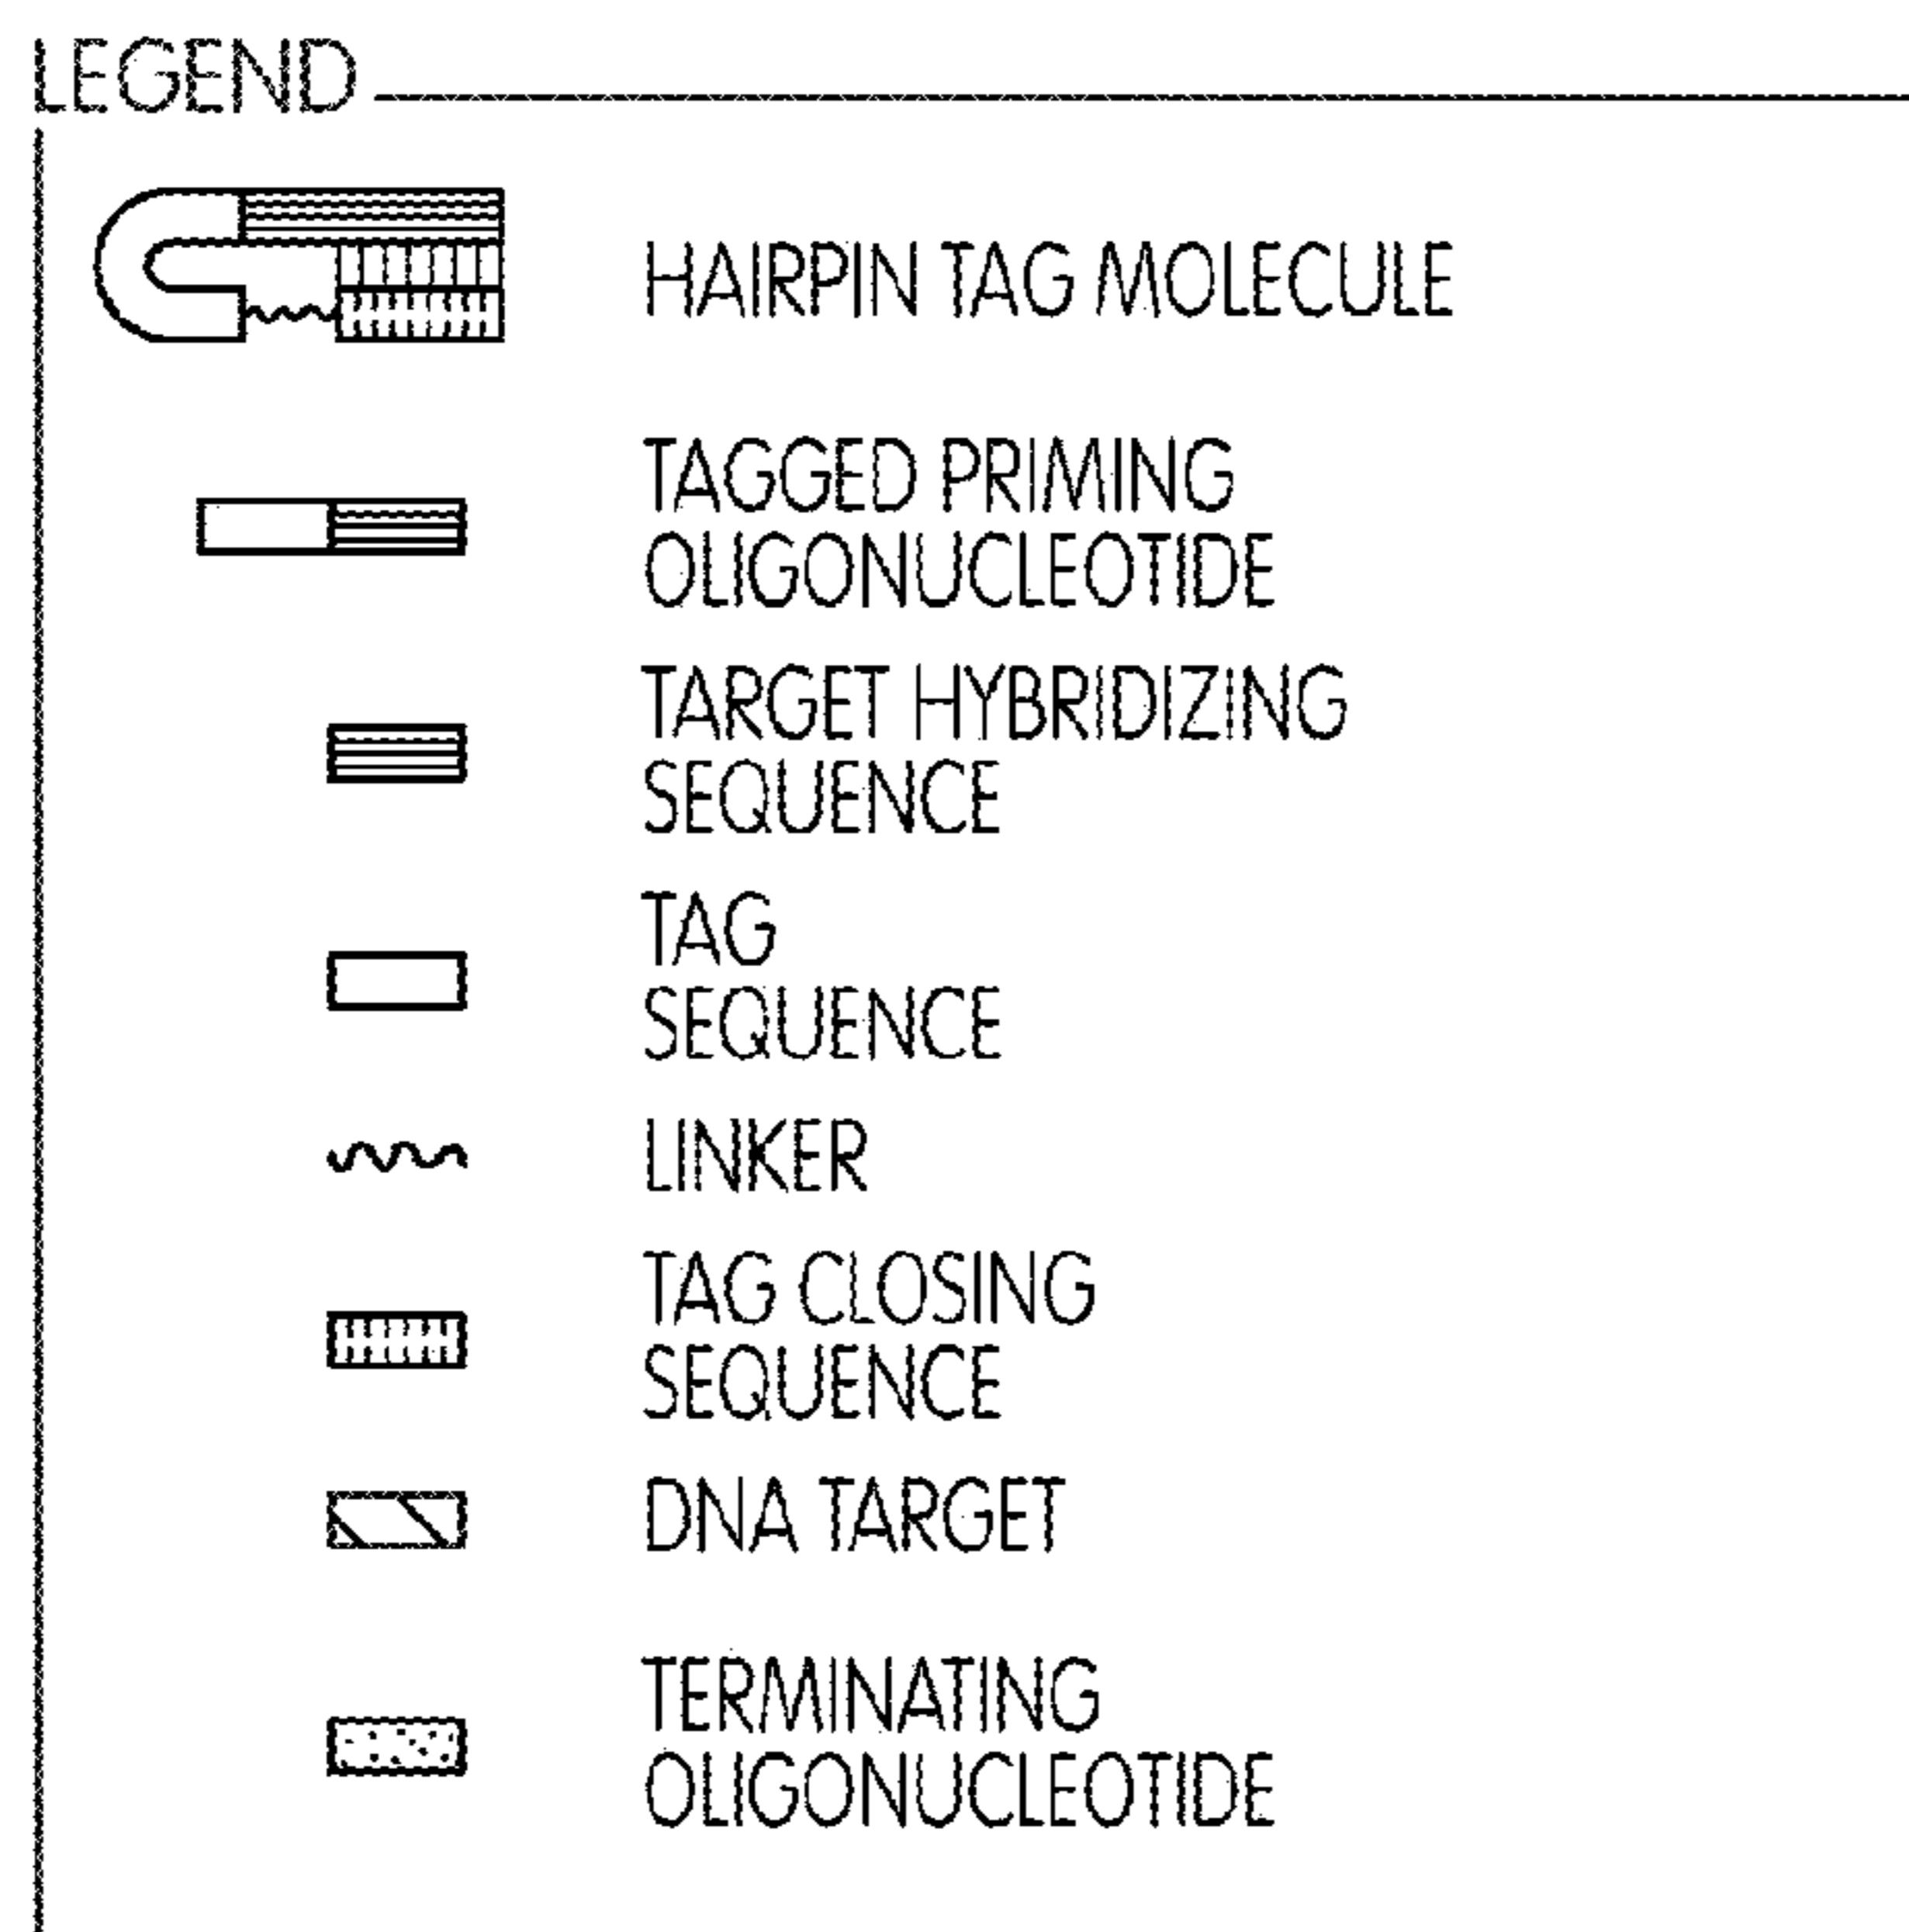 LEGEND
HAIRPIN TAG MOLECULE
TAGGED PRIMING
OLIGONUCLEOTIDE
TARGET HYBRIDIZING
SEQUENCE
TAG
SEQUENCE
LINKER
TAG CLOSING
SEQUENCE
DNA TARGET
TERMINATING
OLIGONUCLEOTIDE